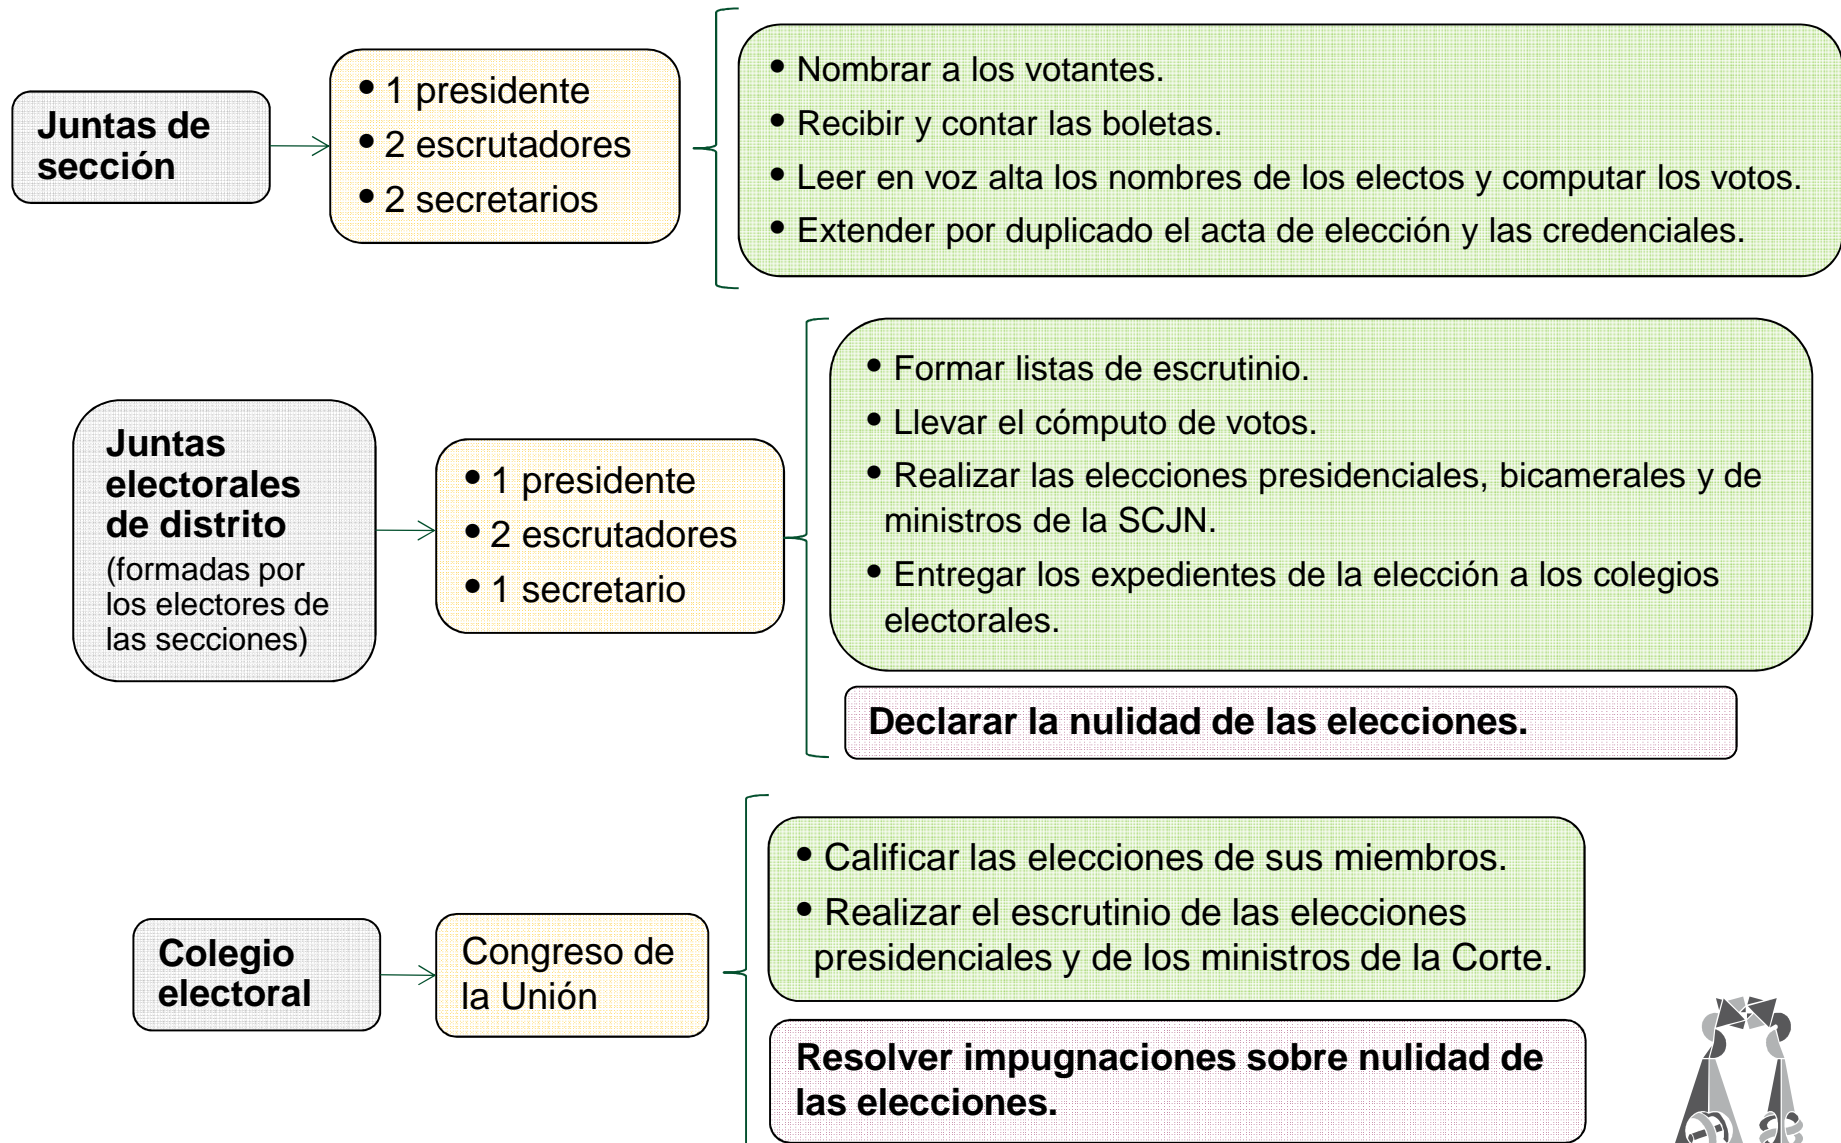 Juntas de
sección
• 1 presidente
• 2 escrutadores
• 2 secretarios
• Nombrar a los votantes.
• Recibir y contar las boletas.
• Leer en voz alta los nombres de los electos y computar los votos.
• Extender por duplicado el acta de elección y las credenciales.
Juntas
electorales
de distrito
(formadas por
los electores de
las secciones)
• 1 presidente
• 2 escrutadores
• 1 secretario
• Formar listas de escrutinio.
• Llevar el cómputo de votos.
• Realizar las elecciones presidenciales, bicamerales y de
ministros de la SCJN.
• Entregar los expedientes de la elección a los colegios
electorales.
Declarar la nulidad de las elecciones.
Colegio
electoral
Congreso de
la Unión
• Calificar las elecciones de sus miembros.
• Realizar el escrutinio de las elecciones
presidenciales y de los ministros de la Corte.
Resolver impugnaciones sobre nulidad de
las elecciones.